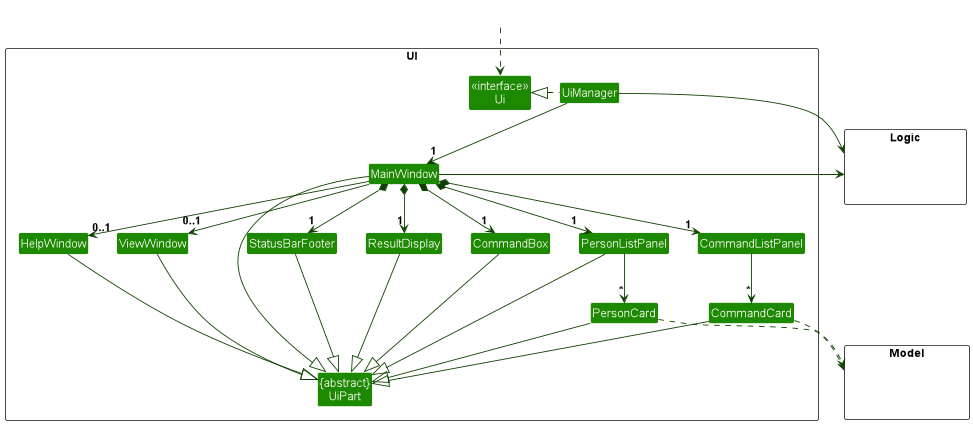 UI
«interface»
Ui
UiManager
Logic
1
MainWindow
0..1
0..1
1
1
1
1
1
HelpWindow
ViewWindow
StatusBarFooter
ResultDisplay
CommandBox
PersonListPanel
CommandListPanel
*
*
PersonCard
CommandCard
Model
{abstract}
UiPart